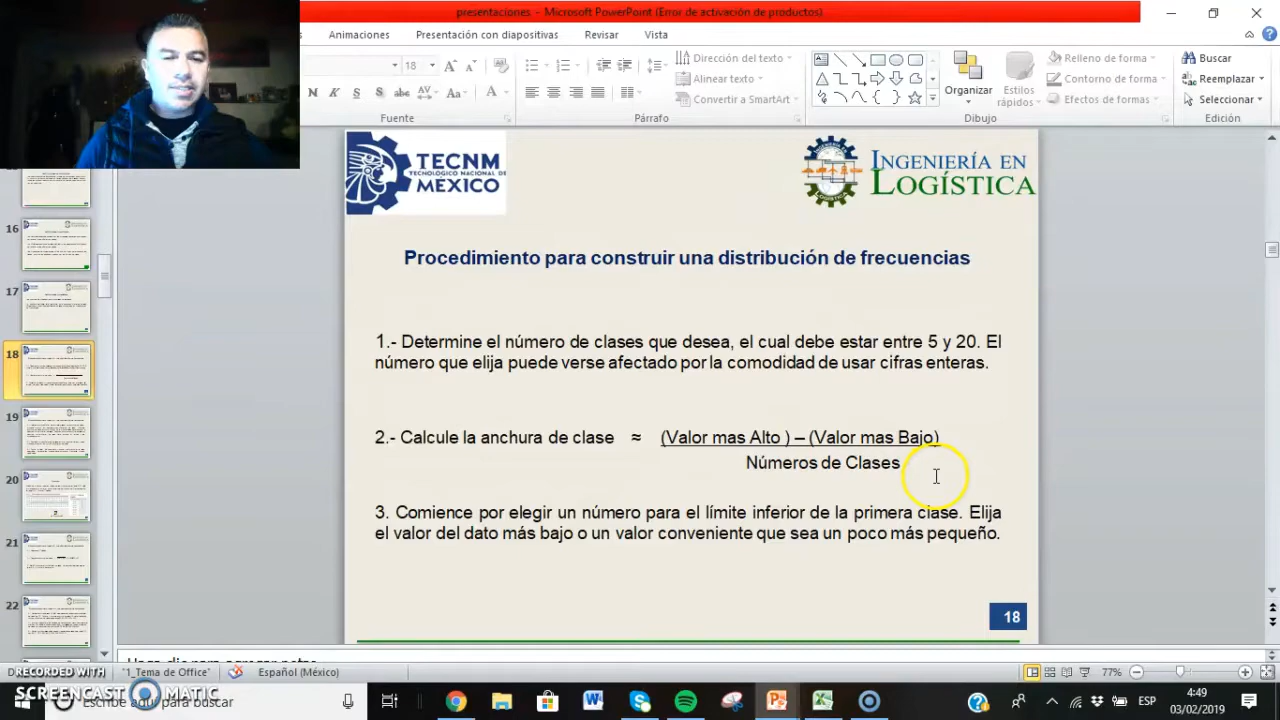 presentaciones - Microsoft PowerPoint (Error de activación de productos)
Animaciones
Presentación con diapositivas
Revisar
Vista
18
N K S S abc AV Aa A
Dirección del texto
Alinear texto
Convertir a SmartArt
Organizar
Estilos
rápidos
Relleno de forma
Contorno de forma
Efectos de formas
Buscar
Reemplazar
Seleccionar
Fuente
Párrafo
Dibujo
Edición
TECNM
TECNOLÓGICO NACIONAL DE
MÉXICO
INGENIERÍA EN
LOGÍSTICA
Procedimiento para construir una distribución de frecuencias
1.- Determine el número de clases que desea, el cual debe estar entre 5 y 20. El
número que elija puede verse afectado por la comodidad de usar cifras enteras.
2.- Calcule la anchura de clase ≈ (Valor mas Alto ) – (Valor mas Bajo)
Números de Clases
3. Comience por elegir un número para el límite inferior de la primera clase. Elija
el valor del dato más bajo o un valor conveniente que sea un poco más pequeño.
18
16
17
18
19
20
21
22
RECORDED WITH
SCREENCAST MATIC
"1_Tema de Office"
Español (México)
77%
Escribe aquí para buscar
ESP
4:49
03/02/2019